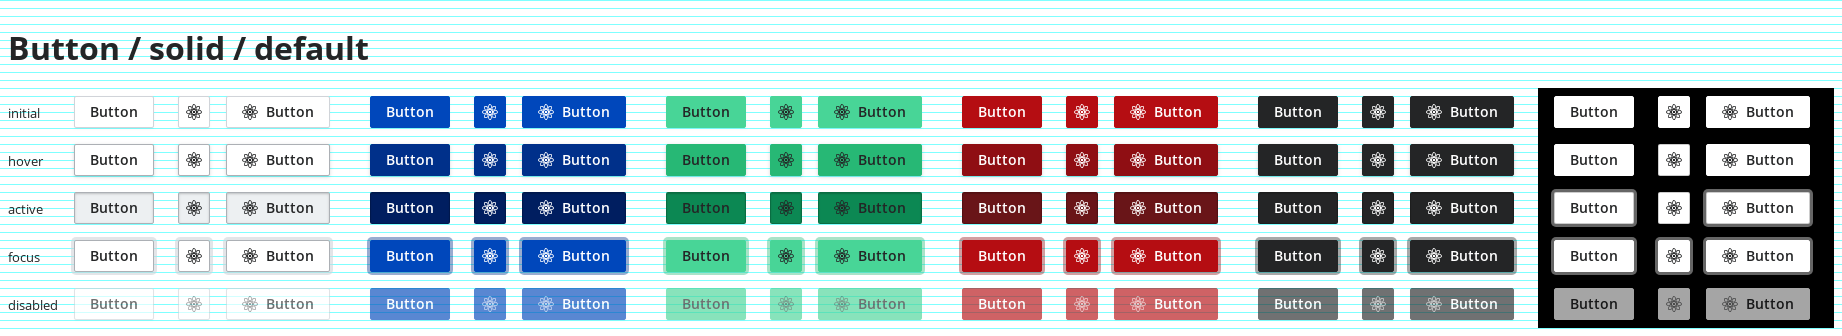 Button / solid / default
initial Button Button Button Button Button Button Button Button Button Button Button Button
hover Button Button Button Button Button Button Button Button Button Button Button Button
active Button Button Button Button Button Button Button Button Button Button Button Button
focus Button Button Button Button Button Button Button Button Button Button Button Button
disabled Button Button Button Button Button Button Button Button Button Button Button Button